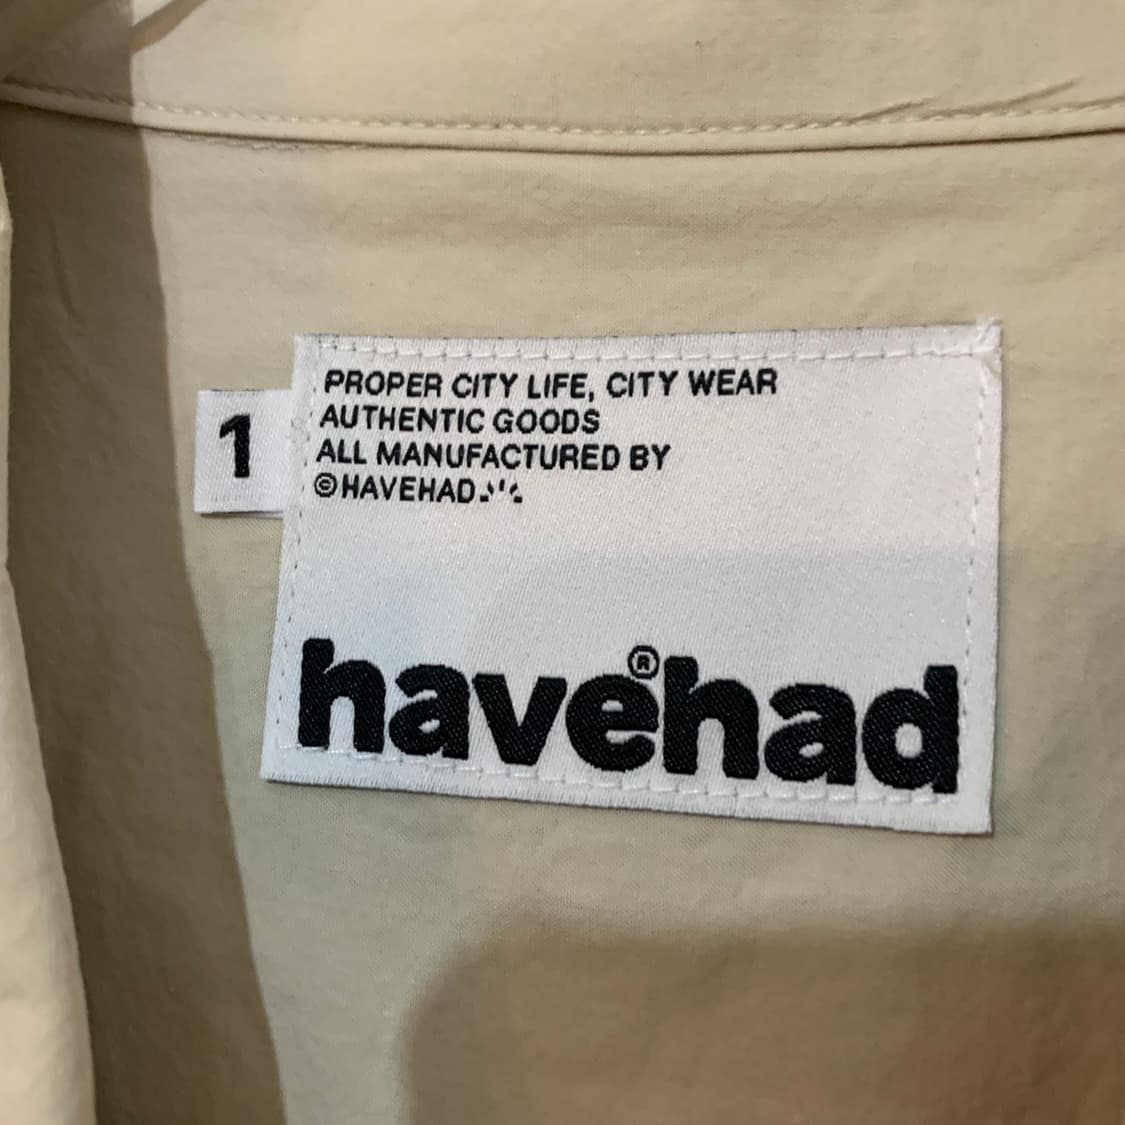 1
PROPER CITY LIFE, CITY WEAR
AUTHENTIC GOODS
ALL MANUFACTURED BY
©HAVEHAD
havehad®